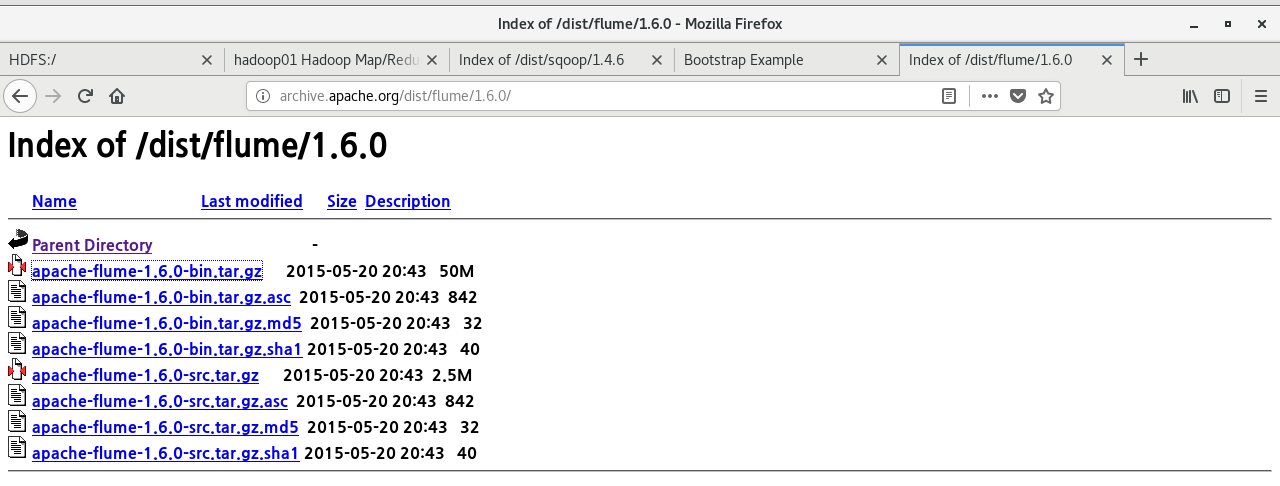 Index of /dist/flume/1.6.0 - Mozilla Firefox
HDFS:/ hadoop01 Hadoop Map/Redu Index of /dist/sqoop/1.4.6 Bootstrap Example Index of /dist/flume/1.6.0
archive.apache.org/dist/flume/1.6.0/
Index of /dist/flume/1.6.0
Name Last modified Size Description
Parent Directory -
apache-flume-1.6.0-bin.tar.gz 2015-05-20 20:43 50M
apache-flume-1.6.0-bin.tar.gz.asc 2015-05-20 20:43 842
apache-flume-1.6.0-bin.tar.gz.md5 2015-05-20 20:43 32
apache-flume-1.6.0-bin.tar.gz.sha1 2015-05-20 20:43 40
apache-flume-1.6.0-src.tar.gz 2015-05-20 20:43 2.5M
apache-flume-1.6.0-src.tar.gz.asc 2015-05-20 20:43 842
apache-flume-1.6.0-src.tar.gz.md5 2015-05-20 20:43 32
apache-flume-1.6.0-src.tar.gz.sha1 2015-05-20 20:43 40